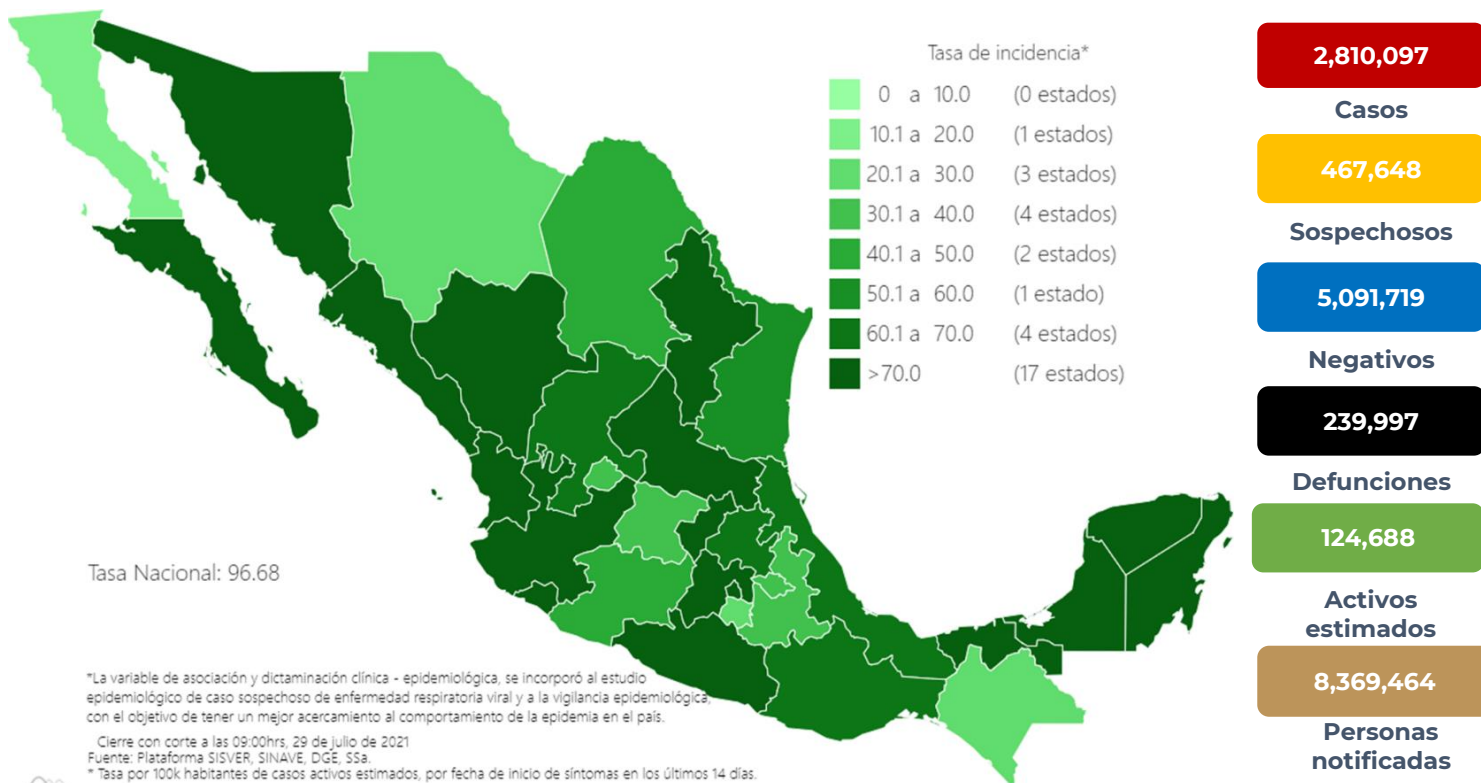 Tasa de incidencia*
0 a 10.0 (0 estados)
10.1 a 20.0 (1 estados)
20.1 a 30.0 (3 estados)
30.1 a 40.0 (4 estados)
40.1 a 50.0 (2 estados)
50.1 a 60.0 (1 estado)
60.1 a 70.0 (4 estados)
>70.0 (17 estados)
Tasa Nacional: 96.68
*La variable de asociación y dictaminación clínica - epidemiológica, se incorporó al estudio
epidemiológico de caso sospechoso de enfermedad respiratoria viral y a la vigilancia epidemiológica,
con el objetivo de tener un mejor acercamiento al comportamiento de la epidemia en el país.
Cierre con corte a las 09:00hrs, 29 de julio de 2021
Fuente: Plataforma SISVER, SINAVE, DGE, SSa.
* Tasa por 100k habitantes de casos activos estimados, por fecha de inicio de síntomas en los últimos 14 días.
2,810,097
Casos
467,648
Sospechosos
5,091,719
Negativos
239,997
Defunciones
124,688
Activos
estimados
8,369,464
Personas
notificadas